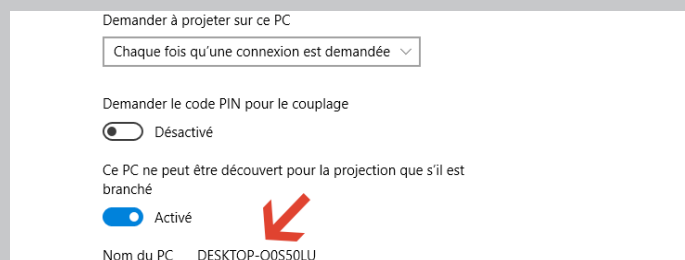 Demander à projeter sur ce PC
Chaque fois qu'une connexion est demandée
Demander le code PIN pour le couplage
Désactivé
Ce PC ne peut être découvert pour la projection que s'il est
branché
Activé
Nom du PC DESKTOP-O0S50LU